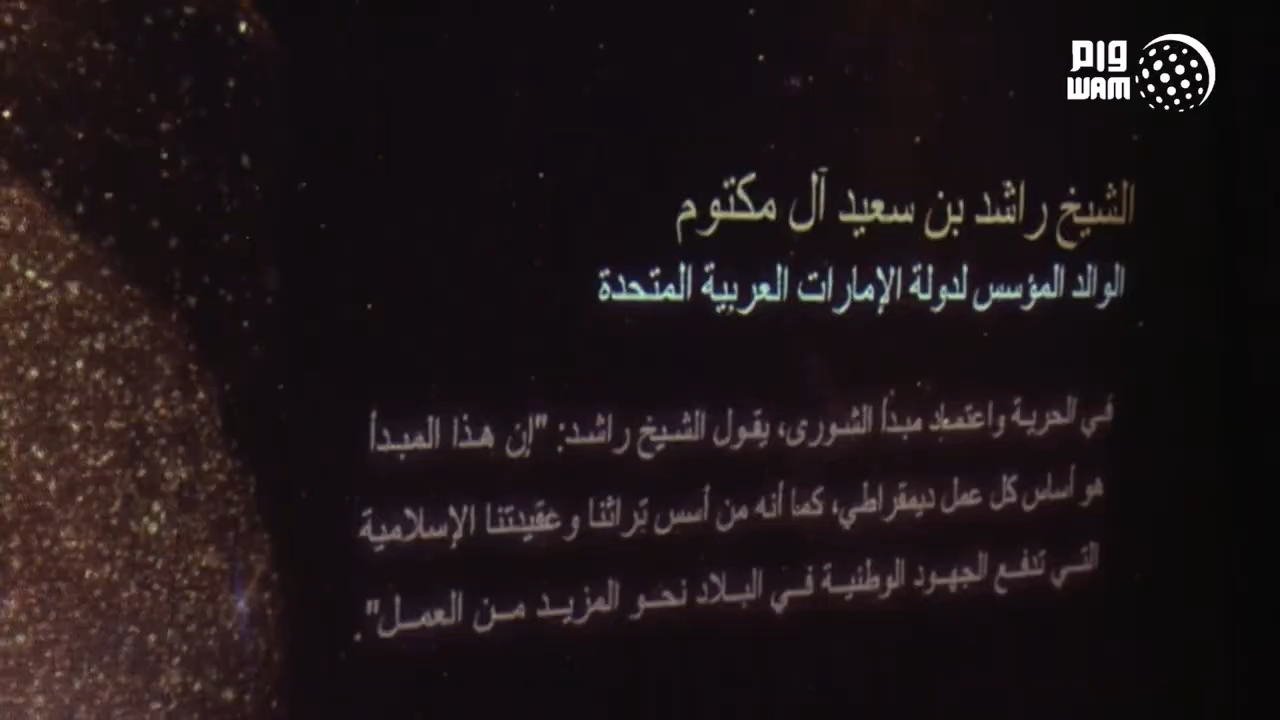 وام
WAM
الشيخ راشد بن سعيد آل مكتوم
الوالد المؤسس لدولة الإمارات العربية المتحدة
في الحرية واعتماد مبدأ الشورى، يقول الشيخ راشد: "إن هذا المبدأ
هو أساس كل عمل ديمقراطي، كما أنه من أسس تراثنا وعقيدتنا الإسلامية
التي تدفع الجهود الوطنية في البلاد نحو المزيد من العمل".